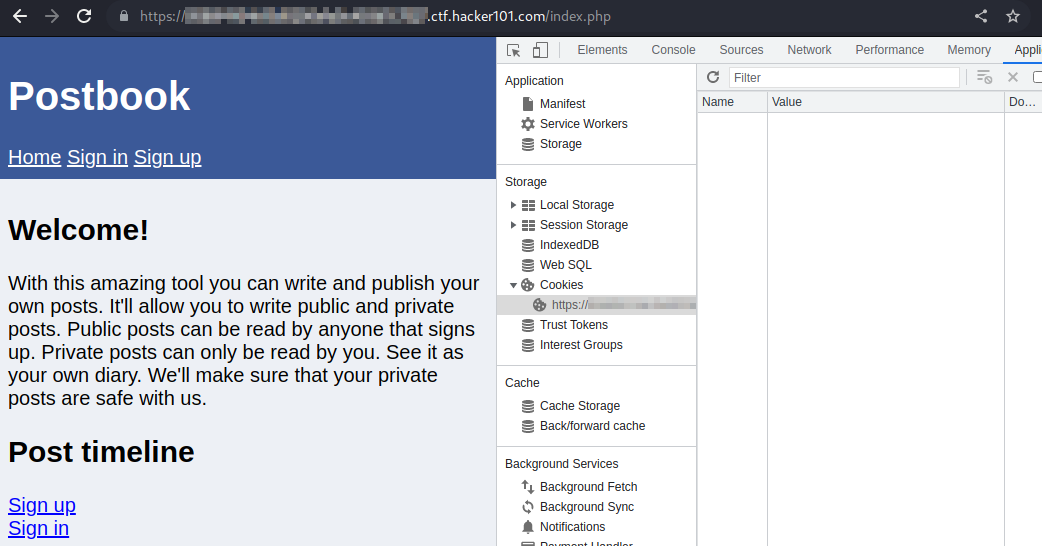 https://
.ctf.hacker101.com/index.php
Postbook
Home Sign in Sign up
Welcome!
With this amazing tool you can write and publish your
own posts. It'll allow you to write public and private
posts. Public posts can be read by anyone that signs
up. Private posts can only be read by you. See it as
your own diary. We'll make sure that your private
posts are safe with us.
Post timeline
Sign up
Sign in
Elements Console Sources Network Performance Memory
Application
Manifest
Service Workers
Storage
Storage
Local Storage
Session Storage
IndexedDB
Web SQL
Cookies
https://
Trust Tokens
Interest Groups
Cache
Cache Storage
Back/forward cache
Background Services
Background Fetch
Background Sync
Notifications
Payment Handler
Filter
Name Value Do...